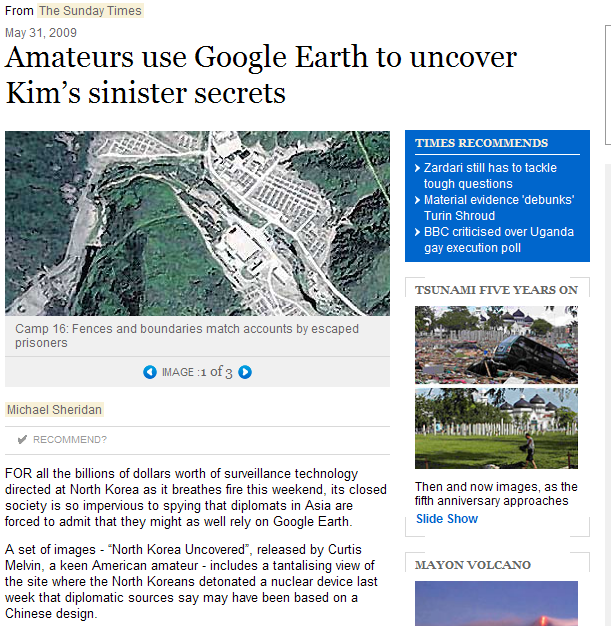 From The Sunday Times
May 31, 2009
Amateurs use Google Earth to uncover
Kim's sinister secrets
Camp 16: Fences and boundaries match accounts by escaped
prisoners
IMAGE :1 of 3
Michael Sheridan
RECOMMEND?
FOR all the billions of dollars worth of surveillance technology
directed at North Korea as it breathes fire this weekend, its closed
society is so impervious to spying that diplomats in Asia are
forced to admit that they might as well rely on Google Earth.
A set of images - “North Korea Uncovered”, released by Curtis
Melvin, a keen American amateur - includes a tantalising view of
the site where the North Koreans detonated a nuclear device last
week that diplomatic sources say may have been based on a
Chinese design.
TIMES RECOMMENDS
Zardari still has to tackle
tough questions
Material evidence 'debunks'
Turin Shroud
BBC criticised over Uganda
gay execution poll
TSUNAMI FIVE YEARS ON
Then and now images, as the
fifth anniversary approaches
Slide Show
MAYON VOLCANO